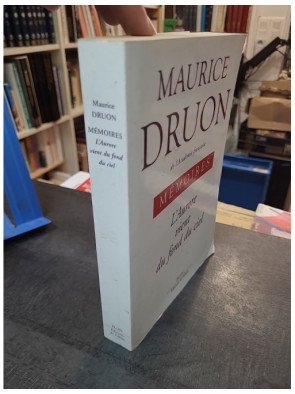 Maurice
DRUON
MÉMOIRES
L'Aurore
vient du fond
du ciel
MAURICE
DRUON
de l'Académie française
MÉMOIRES
L'Aurore
vient
du fond du ciel